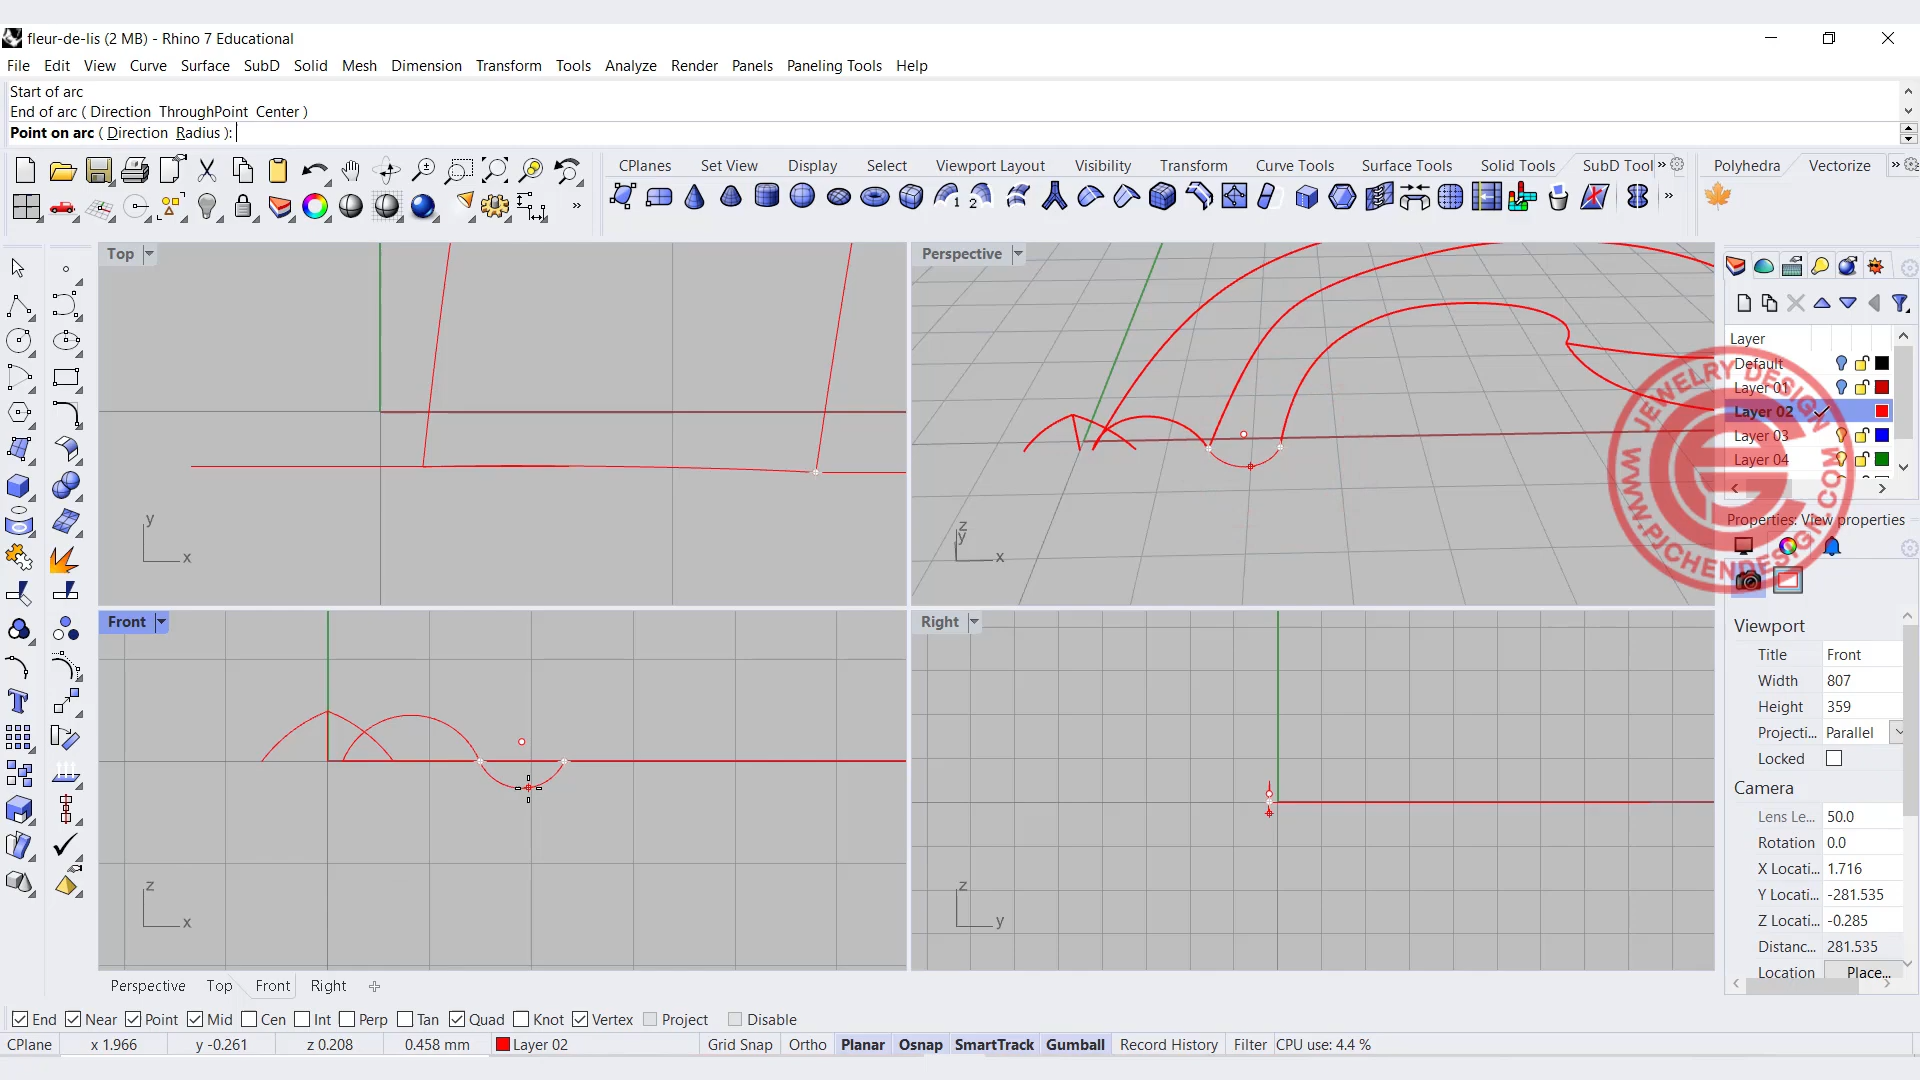 fleur-de-lis (2 MB) - Rhino 7 Educational
File Edit View Curve Surface SubD Solid Mesh Dimension Transform Tools Analyze Render Panels Paneling Tools Help
Start of arc
End of arc ( Direction ThroughPoint Center )
Point on arc ( Direction Radius ):
CPlanes Set View Display Select Viewport Layout Visibility Transform Curve Tools Surface Tools Solid Tools SubD Tool » Polyhedra Vectorize »
Top
Perspective
Layer
Default
Layer 01
Layer 02
Layer 03
Layer 04
JEWELRY DESIGN
WWW.PJCHENDESIGN.COM
y
x
z
y
x
Properties: View properties
Front
Right
Viewport
Title Front
Width 807
Height 359
Projecti... Parallel
Locked
Camera
Lens Le... 50.0
Rotation 0.0
X Locati... 1.716
Y Locati... -281.535
Z Locati... -0.285
Distanc... 281.535
Location Place...
z
x
z
y
Perspective Top Front Right
End Near Point Mid Cen Int Perp Tan Quad Knot Vertex Project Disable
CPlane x 1.966 y -0.261 z 0.208 0.458 mm Layer 02 Grid Snap Ortho Planar Osnap SmartTrack Gumball Record History Filter CPU use: 4.4 %